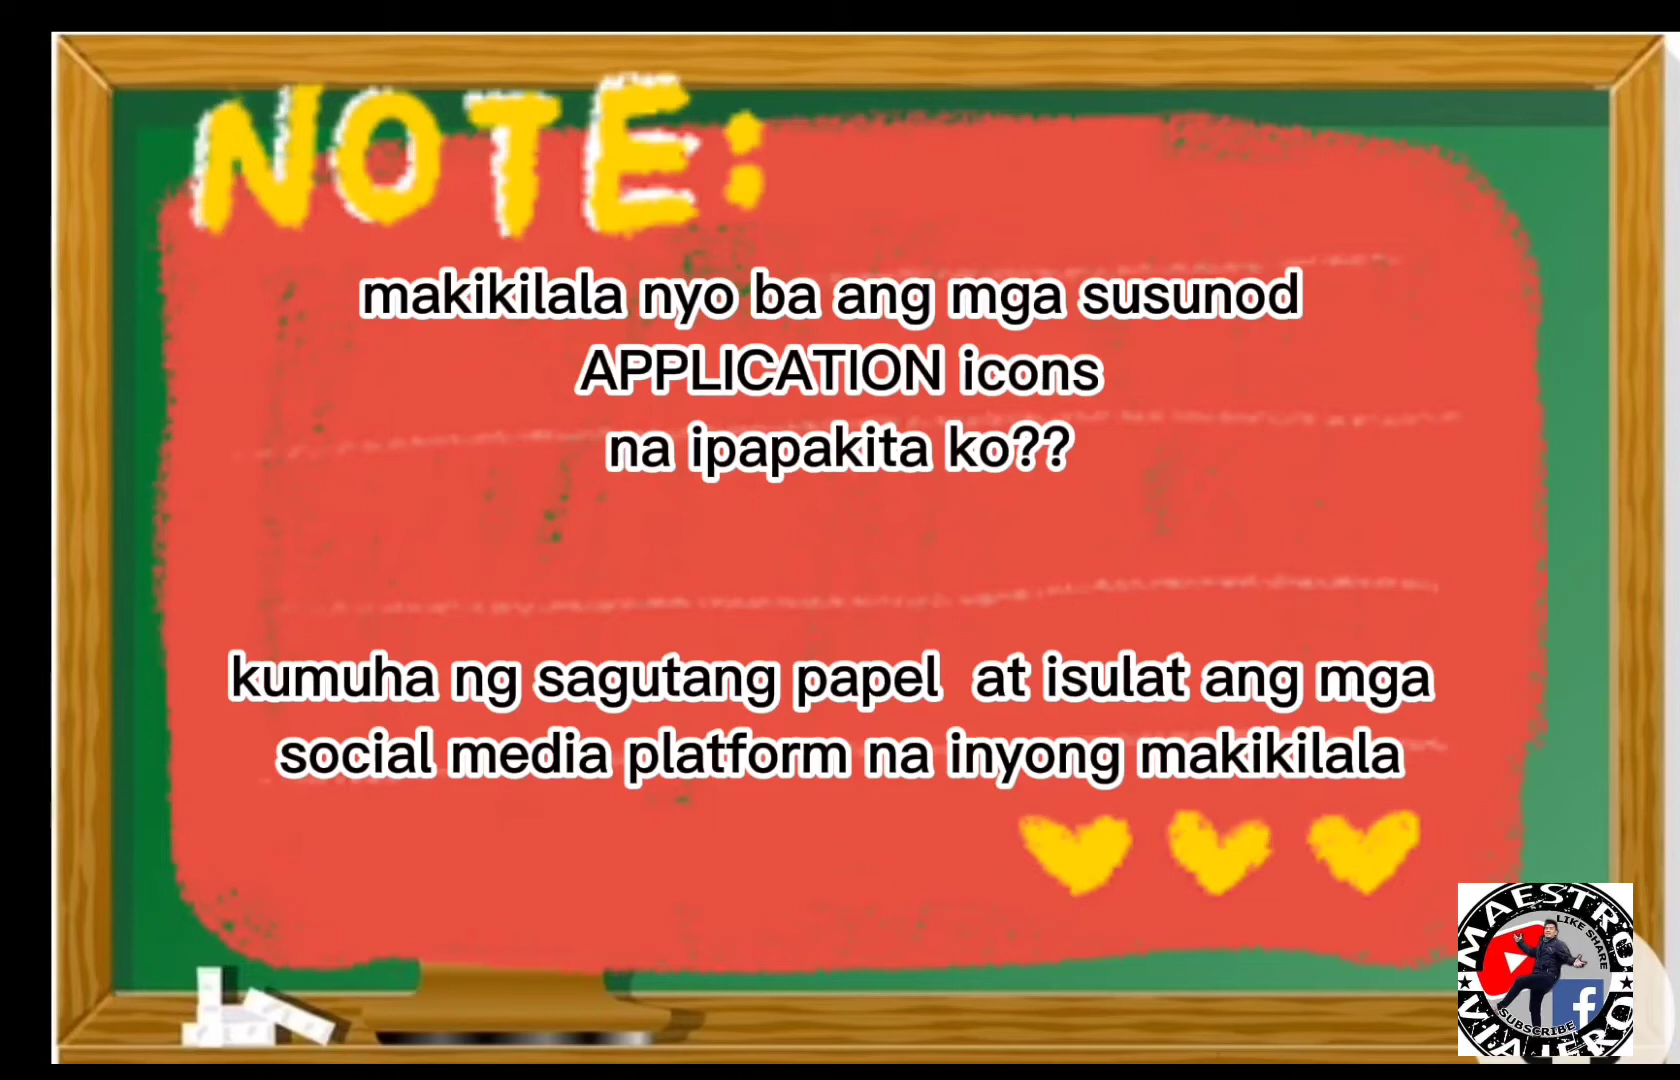 NOTE:
makikilala nyo ba ang mga susunod
APPLICATION icons
na ipapakita ko??
kumuha ng sagutang papel at isulat ang mga
social media platform na inyong makikilala
MAESTRO
LIKE SHARE
f
SUBSCRIBE
VIAJERO